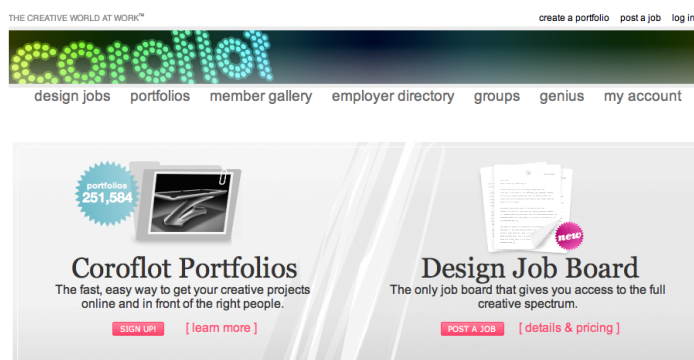 THE CREATIVE WORLD AT WORK™
create a portfolio post a job log in
coroflot
design jobs portfolios member gallery employer directory groups genius my account
portfolios
251,584
new
Coroflot Portfolios
The fast, easy way to get your creative projects
online and in front of the right people.
SIGN UP! [ learn more ]
Design Job Board
The only job board that gives you access to the full
creative spectrum.
POST A JOB [ details & pricing ]